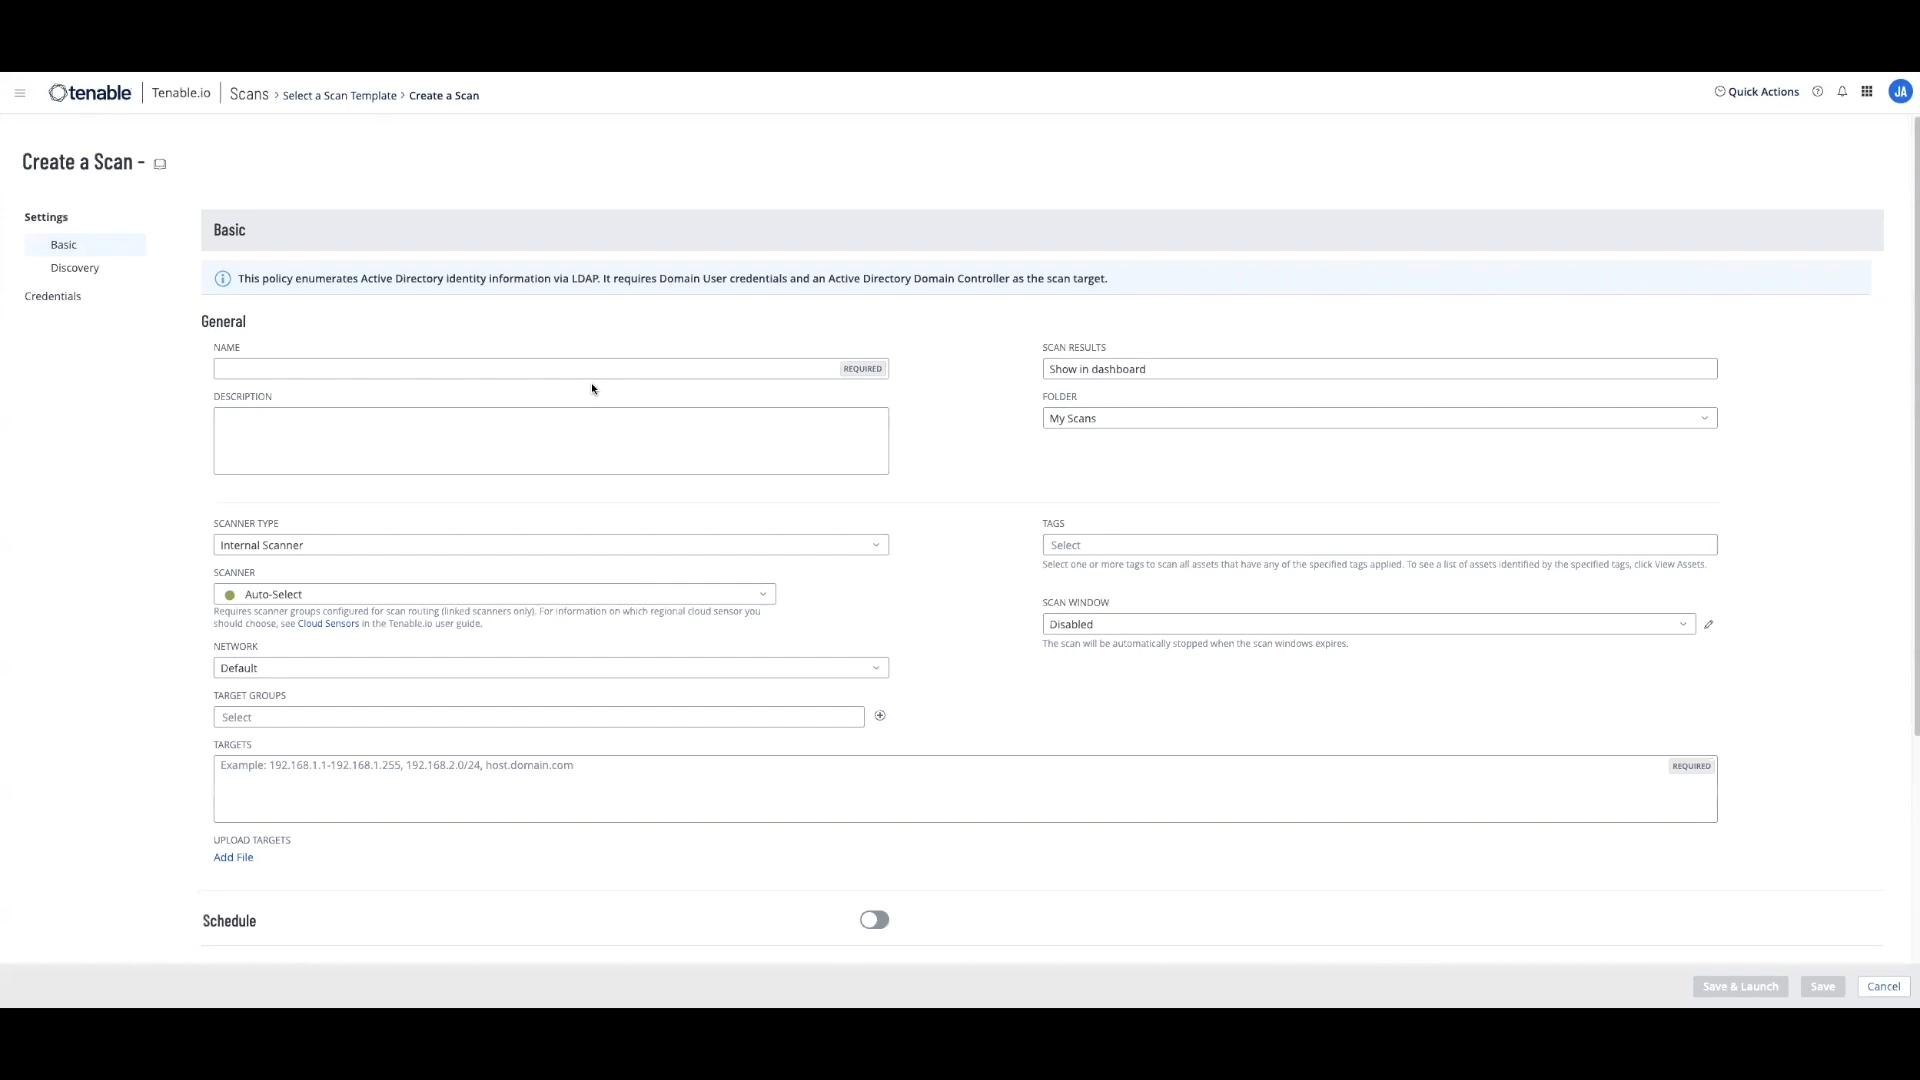 tenable
Tenable.io
Scans > Select a Scan Template > Create a Scan
Quick Actions
JA
Create a Scan -
Settings
Basic
Discovery
Credentials
Basic
This policy enumerates Active Directory identity information via LDAP. It requires Domain User credentials and an Active Directory Domain Controller as the scan target.
General
NAME
REQUIRED
SCAN RESULTS
Show in dashboard
DESCRIPTION
FOLDER
My Scans
SCANNER TYPE
Internal Scanner
TAGS
Select
Select one or more tags to scan all assets that have any of the specified tags applied. To see a list of assets identified by the specified tags, click View Assets.
SCANNER
Auto-Select
Requires scanner groups configured for scan routing (linked scanners only). For information on which regional cloud sensor you
should choose, see Cloud Sensors in the Tenable.io user guide.
SCAN WINDOW
Disabled
The scan will be automatically stopped when the scan windows expires.
NETWORK
Default
TARGET GROUPS
Select
TARGETS
Example: 192.168.1.1-192.168.1.255, 192.168.2.0/24, host.domain.com
REQUIRED
UPLOAD TARGETS
Add File
Schedule
Save & Launch
Save
Cancel